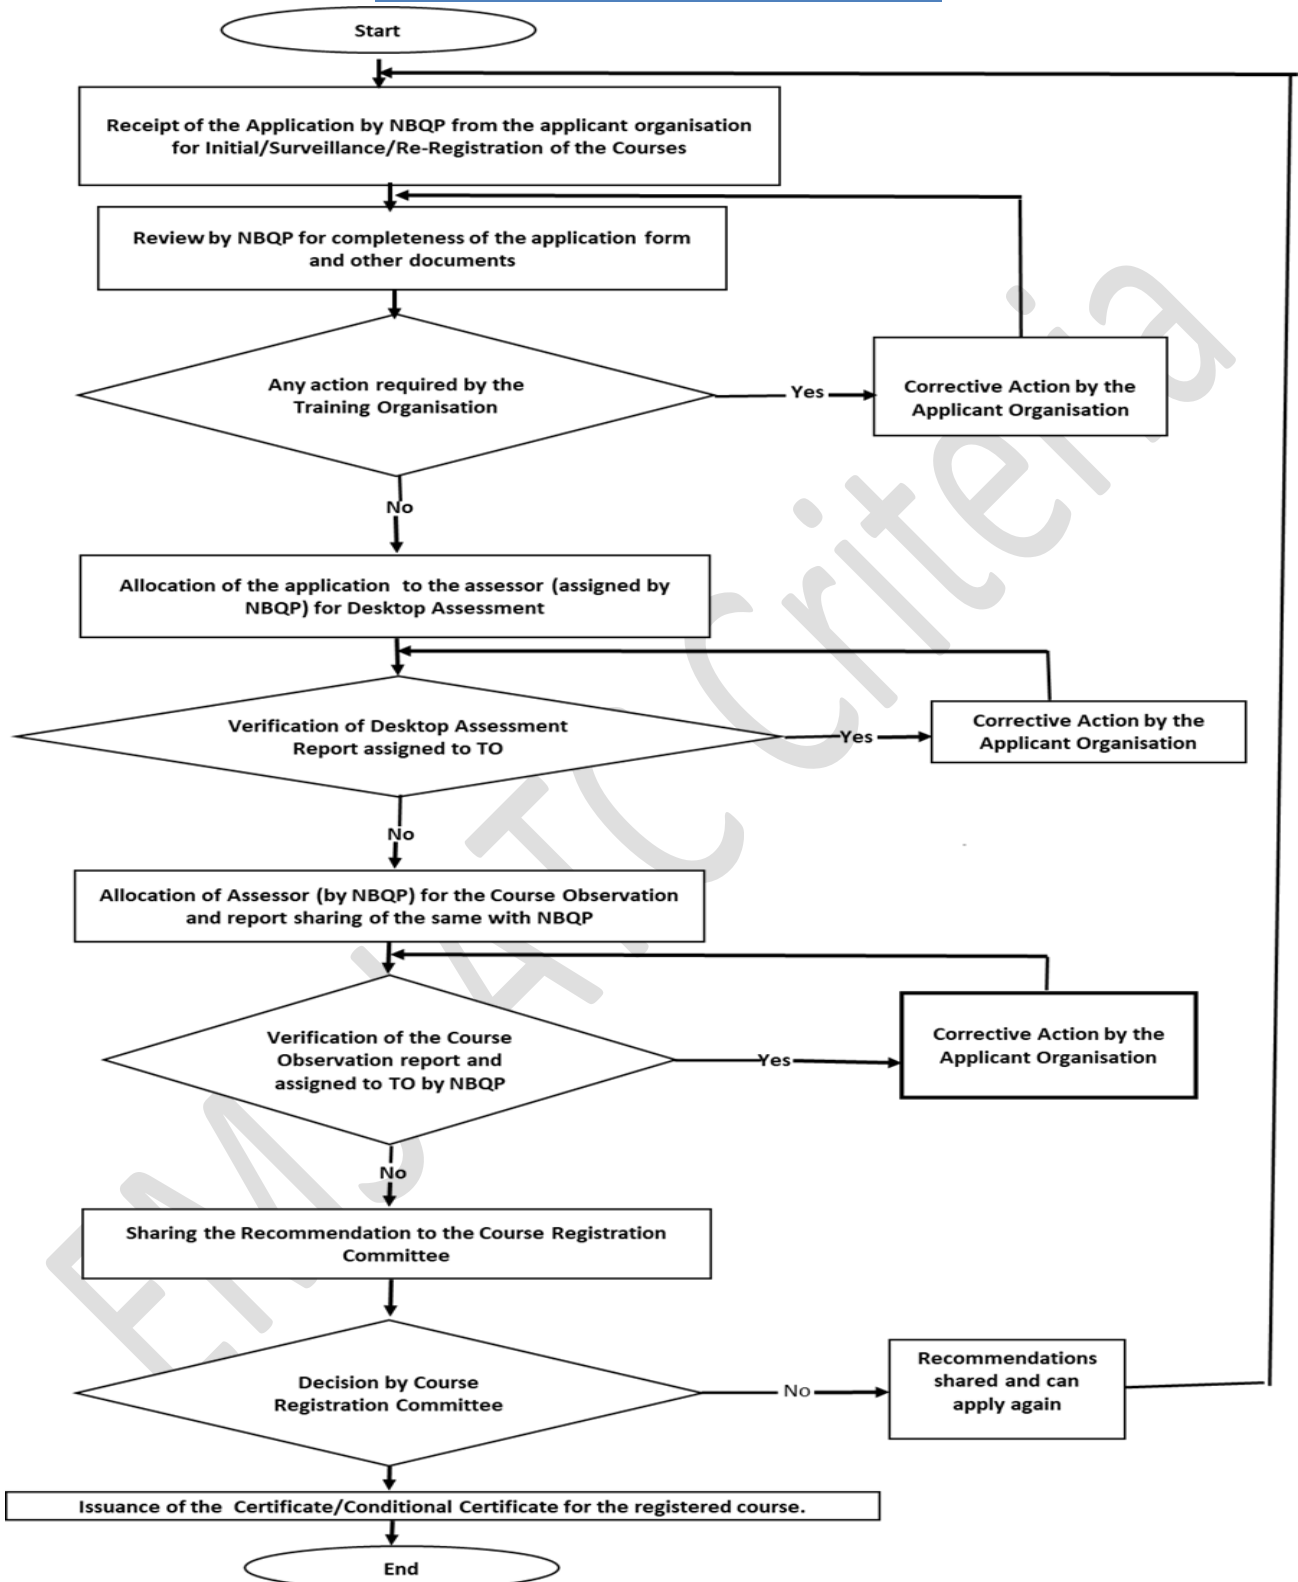 Start
Receipt of the Application by NBQP from the applicant organisation
for Initial/Surveillance/Re-Registration of the Courses
Review by NBQP for completeness of the application form
and other documents
Any action required by the
Training Organisation
Yes
Corrective Action by the
Applicant Organisation
No
Allocation of the application to the assessor (assigned by
NBQP) for Desktop Assessment
Verification of Desktop Assessment
Report assigned to TO
Yes
Corrective Action by the
Applicant Organisation
No
Allocation of Assessor (by NBQP) for the Course Observation
and report sharing of the same with NBQP
Verification of the Course
Observation report and
assigned to TO by NBQP
Yes
Corrective Action by the
Applicant Organisation
No
Sharing the Recommendation to the Course Registration
Committee
Decision by Course
Registration Committee
No
Recommendations
shared and can
apply again
Issuance of the Certificate/Conditional Certificate for the registered course.
End
Criteria